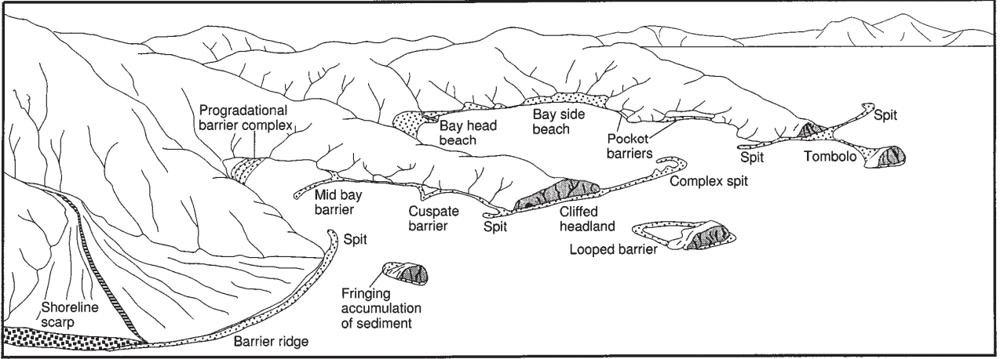 Progradational
barrier complex
Bay head
beach
Bay side
beach
Pocket
barriers
Spit
Spit
Tombolo
Mid bay
barrier
Cuspate
barrier
Spit
Cliffed
headland
Complex spit
Looped barrier
Spit
Fringing
accumulation
of sediment
Shoreline
scarp
Barrier ridge